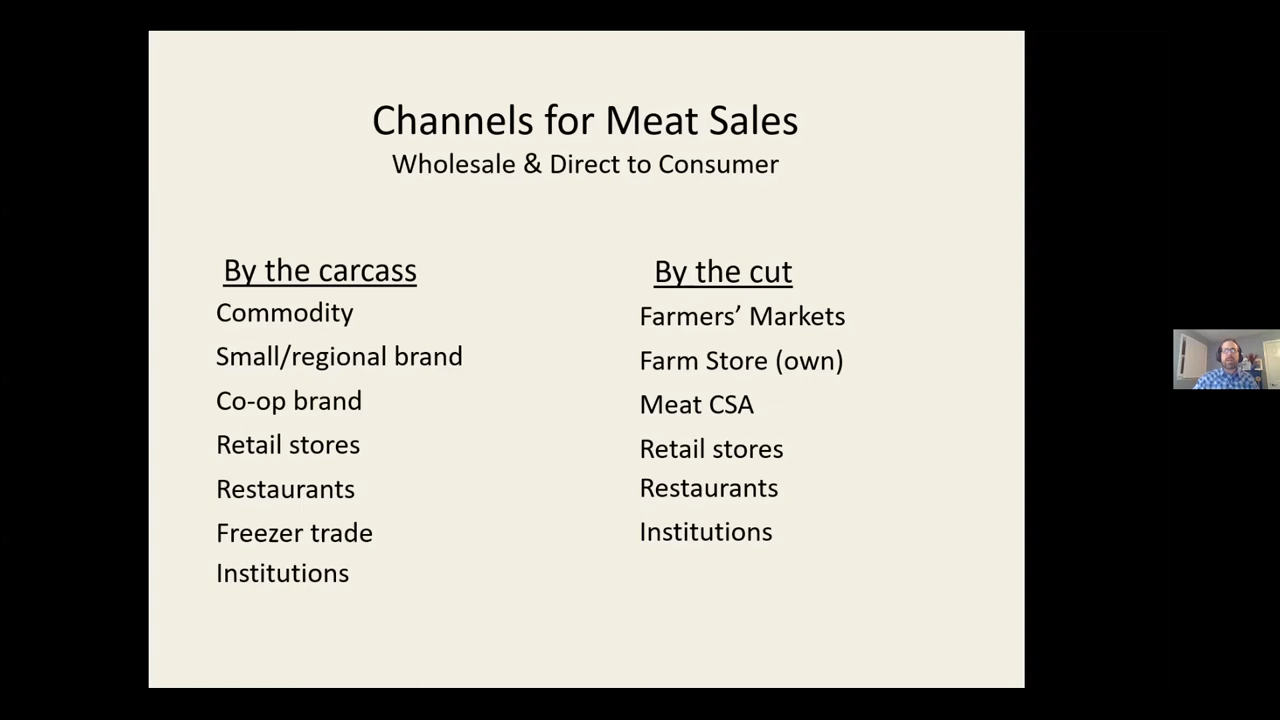 Channels for Meat Sales
Wholesale & Direct to Consumer
By the carcass
Commodity
Small/regional brand
Co-op brand
Retail stores
Restaurants
Freezer trade
Institutions
By the cut
Farmers’ Markets
Farm Store (own)
Meat CSA
Retail stores
Restaurants
Institutions